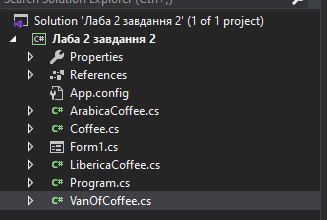 Search Solution Explorer (Ctrl+;)
Solution 'Лаба 2 завдання 2' (1 of 1 project)
Лаба 2 завдання 2
Properties
References
App.config
ArabicaCoffee.cs
Coffee.cs
Form1.cs
LibericaCoffee.cs
Program.cs
VanOfCoffee.cs